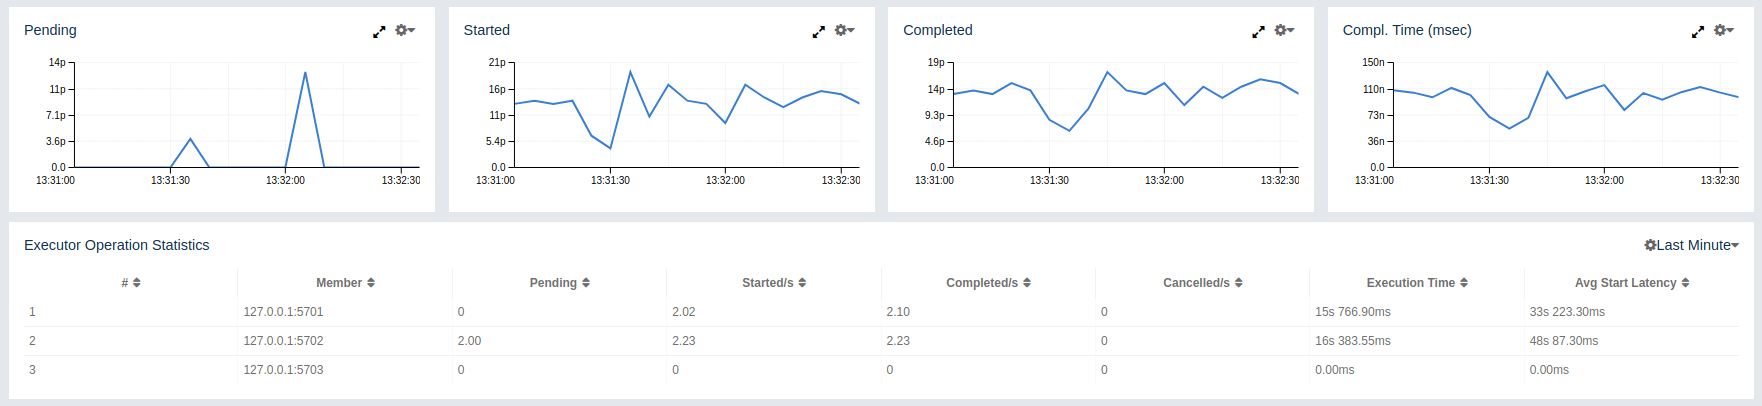 Pending
14p
11p
7.1p
3.6p
0.0
13:31:00 13:31:30 13:32:00 13:32:30
Started
21p
16p
11p
5.4p
0.0
13:31:00 13:31:30 13:32:00 13:32:30
Completed
19p
14p
9.3p
4.6p
0.0
13:31:00 13:31:30 13:32:00 13:32:30
Compl. Time (msec)
150n
110n
73n
36n
0.0
13:31:00 13:31:30 13:32:00 13:32:30
Executor Operation Statistics Last Minute
# Member Pending Started/s Completed/s Cancelled/s Execution Time Avg Start Latency
1 127.0.0.1:5701 0 2.02 2.10 0 15s 766.90ms 33s 223.30ms
2 127.0.0.1:5702 2.00 2.23 2.23 0 16s 383.55ms 48s 87.30ms
3 127.0.0.1:5703 0 0 0 0 0.00ms 0.00ms